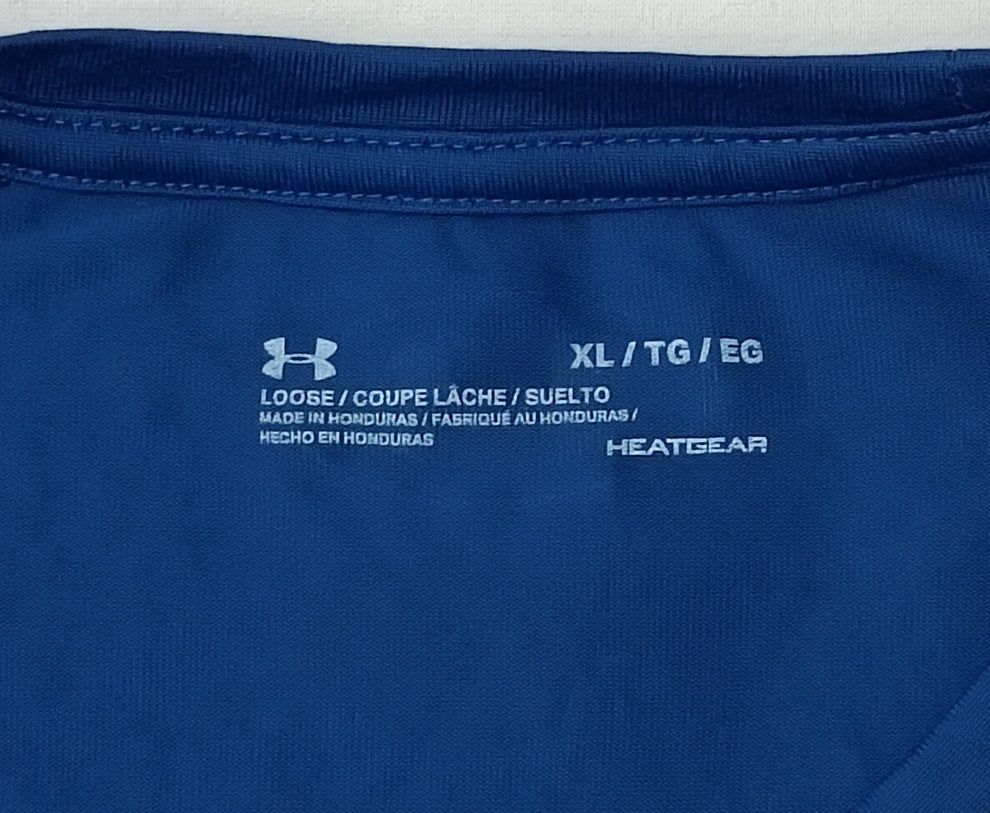 XL / TG / EG
LOOSE / COUPE LÂCHE / SUELTO
MADE IN HONDURAS / FABRIQUÉ AU HONDURAS /
HECHO EN HONDURAS
HEATGEAR